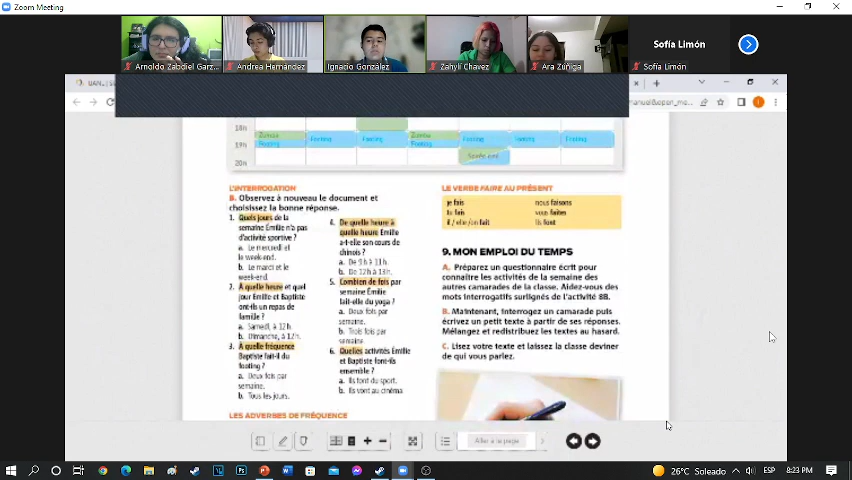 Zoom Meeting
Sofía Limón
Arnoldo Zabdiel Garz...
Andrea Hernández
Ignacio González
Zahyli Chavez
Ara Zúñiga
Sofía Limón
18h
Zumba
Footing
Footing
Zumba
Footing
Footing
Footing
19h
Footing
Footing
20h
L'INTERROGATION
B. Observez à nouveau le document et
choisissez la bonne réponse.
1. Quels jours de la
semaine Émilie n'a pas
d'activité sportive ?
a. Le mercredi et
le week-end.
b. Le mardi et le
week-end.
2. À quelle heure et quel
jour Émilie et Baptiste
ont-ils un repas de
famille ?
a. Samedi, à 12h.
b. Dimanche, à 12h.
3. À quelle fréquence
Baptiste fait-il du
footing ?
a. Deux fois par
semaine.
b. Tous les jours.
4. De quelle heure à
quelle heure Émilie
a-t-elle son cours de
chinois ?
a. De 9h à 11h.
b. De 12h à 13h.
5. Combien de fois par
semaine Émilie
fait-elle du yoga ?
a. Deux fois par
semaine.
b. Trois fois par
semaine.
6. Quelles activités Émilie
et Baptiste font-ils
ensemble ?
a. Ils font du sport.
b. Ils vont au cinéma
LES ADVERBES DE FRÉQUENCE
LE VERBE FAIRE AU PRÉSENT
je fais nous faisons
tu fais vous faites
il / elle /on fait ils font
9. MON EMPLOI DU TEMPS
A. Préparez un questionnaire écrit pour
connaître les activités de la semaine des
autres camarades de la classe. Aidez-vous des
mots interrogatifs surlignés de l'activité 8B.
B. Maintenant, interrogez un camarade puis
écrivez un petit texte à partir de ses réponses.
Mélangez et redistribuez les textes au hasard.
C. Lisez votre texte et laissez la classe deviner
de qui vous parlez.
Aller à la page
26°C Soleado
ESP
8:23 PM